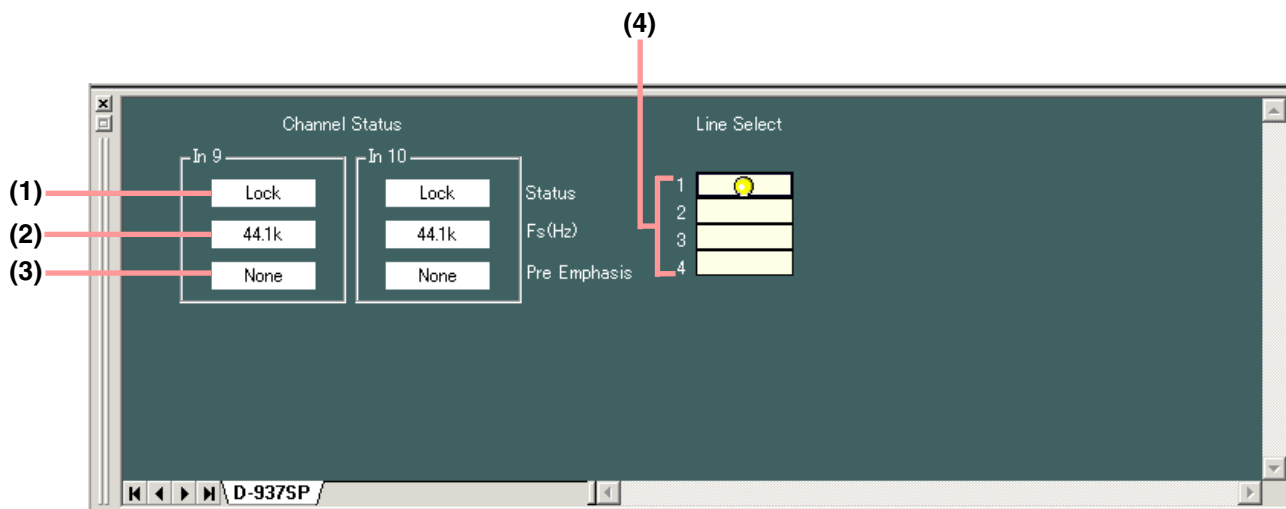 (4)
Channel Status
Line Select
In 9
In 10
(1)
Lock
Lock
Status
1
(2)
44.1k
44.1k
Fs(Hz)
2
3
(3)
None
None
Pre Emphasis
4
D-937SP